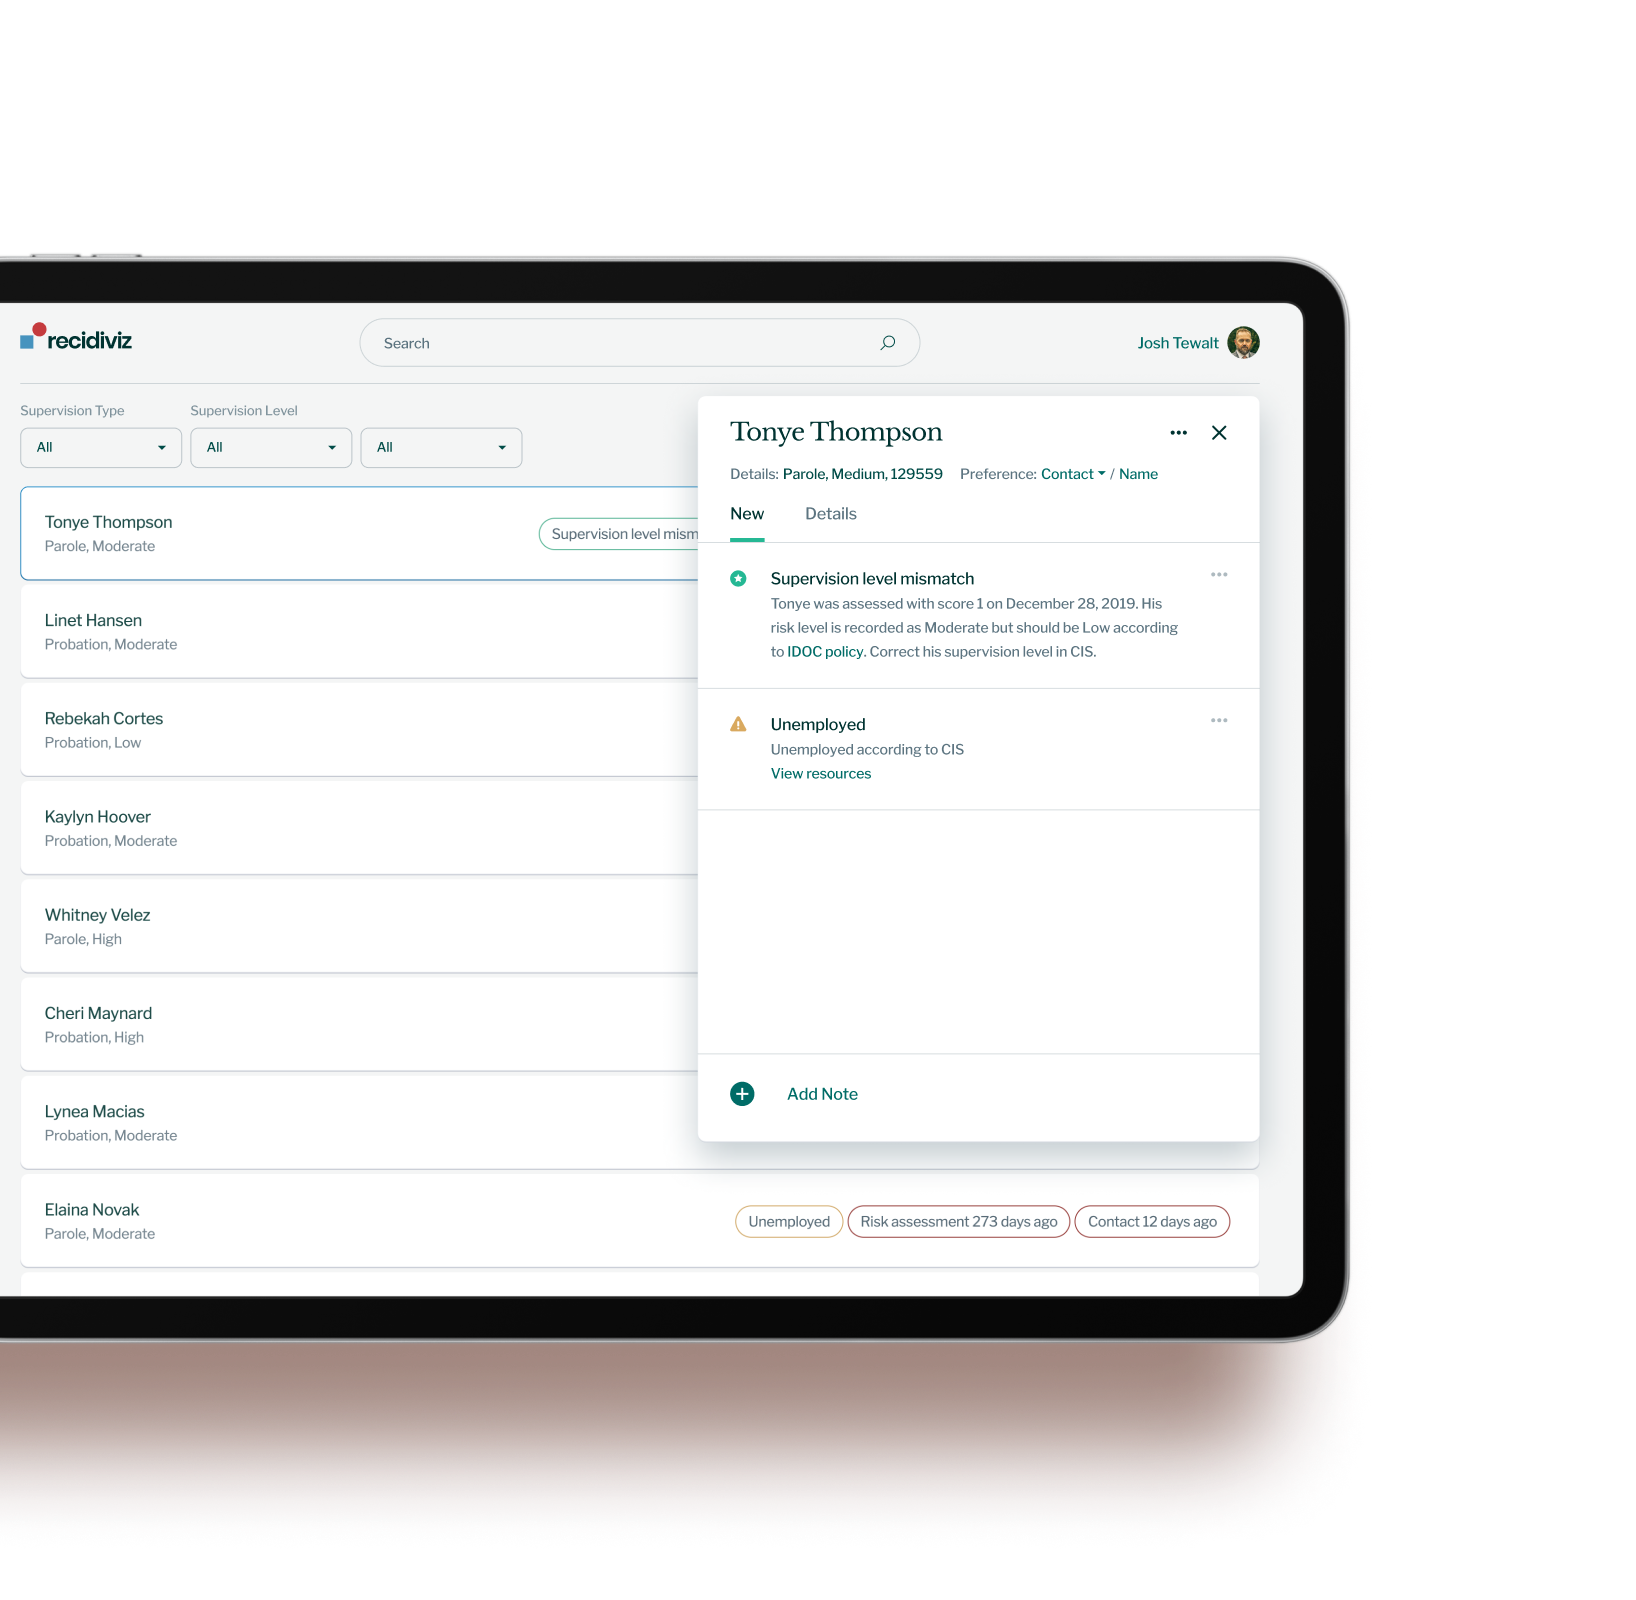 recidiviz
Search
Josh Tewalt
Supervision Type
Supervision Level
All
All
All
Tonye Thompson
Parole, Moderate
Supervision level mism
Linet Hansen
Probation, Moderate
Rebekah Cortes
Probation, Low
Kaylyn Hoover
Probation, Moderate
Whitney Velez
Parole, High
Cheri Maynard
Probation, High
Lynea Macias
Probation, Moderate
Elaina Novak
Parole, Moderate
Unemployed
Risk assessment 273 days ago
Contact 12 days ago
Tonye Thompson
Details: Parole, Medium, 129559 Preference: Contact / Name
New
Details
Supervision level mismatch
Tonye was assessed with score 1 on December 28, 2019. His
risk level is recorded as Moderate but should be Low according
to IDOC policy. Correct his supervision level in CIS.
Unemployed
Unemployed according to CIS
View resources
Add Note